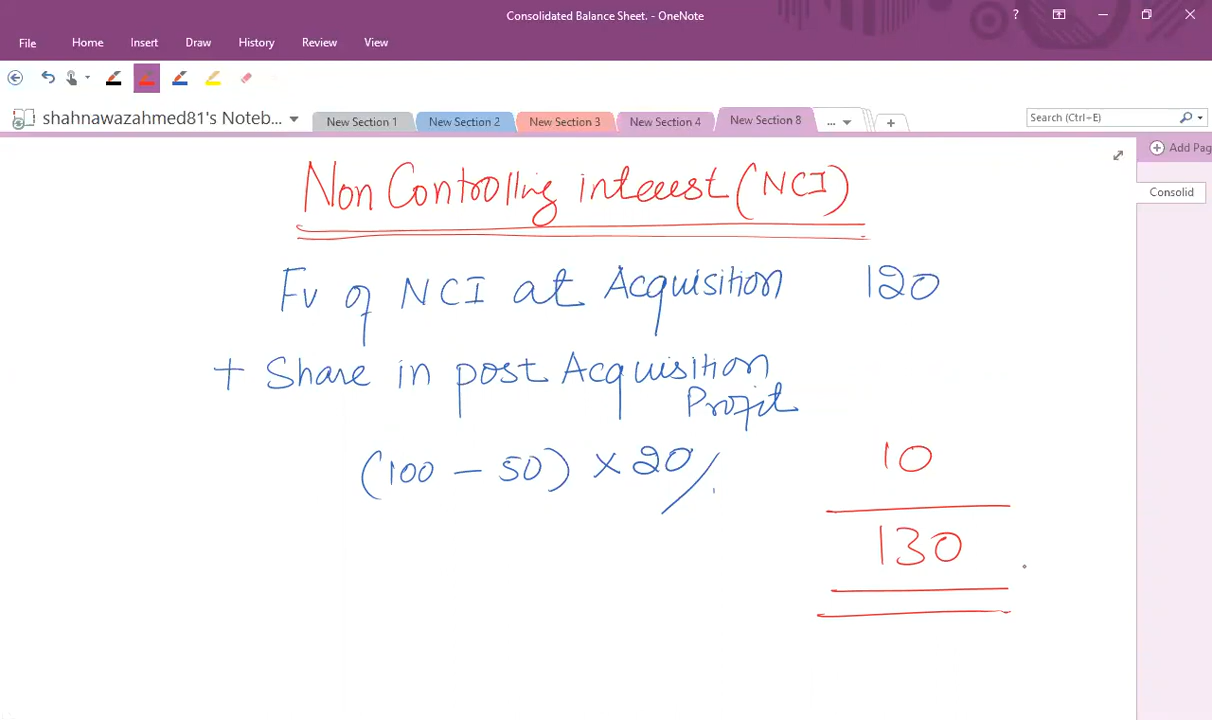 Consolidated Balance Sheet. - OneNote
?
File Home Insert Draw History Review View
shahnawazahmed81's Noteb... New Section 1 New Section 2 New Section 3 New Section 4 New Section 8 ... + Search (Ctrl+E)
Add Pag
Consolid
Non Controlling interest (NCI)
Fv of NCI at Acquisition 120
+ Share in post Acquisition
Profit
(100 - 50) × 20% 10
130